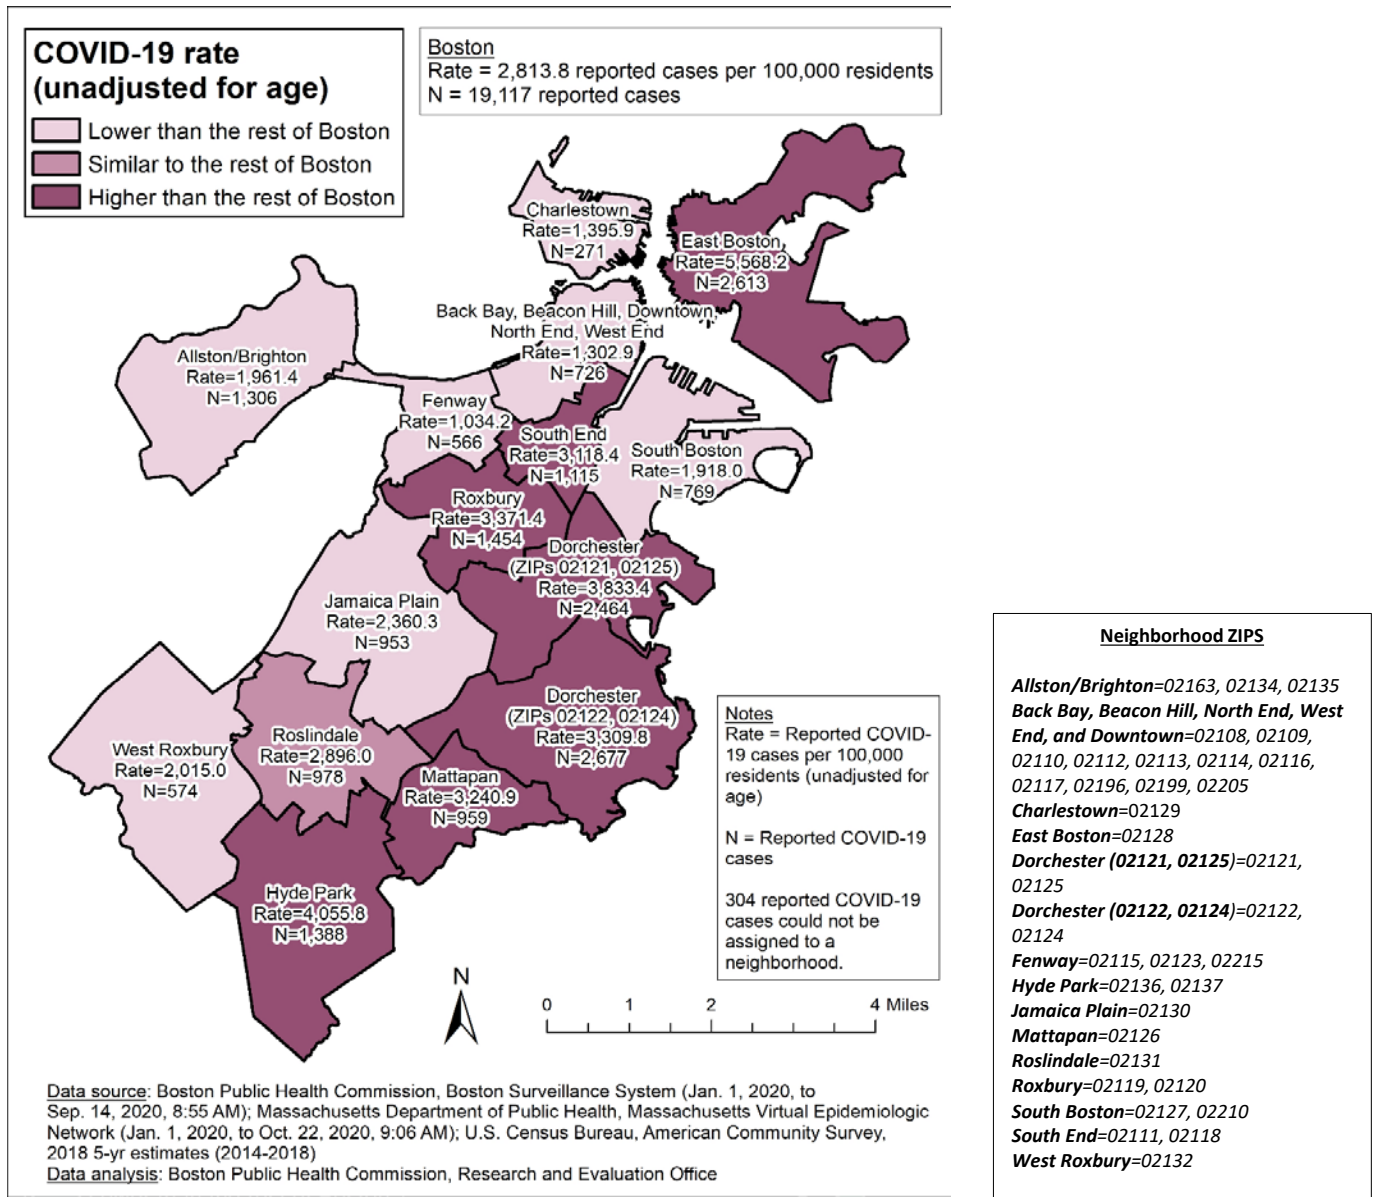 COVID-19 rate
(unadjusted for age)
Lower than the rest of Boston
Similar to the rest of Boston
Higher than the rest of Boston
Boston
Rate = 2,813.8 reported cases per 100,000 residents
N = 19,117 reported cases
Charlestown
Rate=1,395.9
N=271
East Boston
Rate=5,568.2
N=2,613
Back Bay, Beacon Hill, Downtown,
North End, West End
Rate=1,302.9
N=726
Allston/Brighton
Rate=1,961.4
N=1,306
Fenway
Rate=1,034.2
N=566
South End
Rate=3,118.4
N=1,115
South Boston
Rate=1,918.0
N=769
Roxbury
Rate=3,371.4
N=1,454
Dorchester
(ZIPs 02121, 02125)
Rate=3,833.4
N=2,464
Jamaica Plain
Rate=2,360.3
N=953
Dorchester
(ZIPs 02122, 02124)
Rate=3,309.8
N=2,677
West Roxbury
Rate=2,015.0
N=574
Roslindale
Rate=2,896.0
N=978
Mattapan
Rate=3,240.9
N=959
Hyde Park
Rate=4,055.8
N=1,388
Notes
Rate = Reported COVID-
19 cases per 100,000
residents (unadjusted for
age)
N = Reported COVID-19
cases
304 reported COVID-19
cases could not be
assigned to a
neighborhood.
N
0 1 2 4 Miles
Data source: Boston Public Health Commission, Boston Surveillance System (Jan. 1, 2020, to
Sep. 14, 2020, 8:55 AM); Massachusetts Department of Public Health, Massachusetts Virtual Epidemiologic
Network (Jan. 1, 2020, to Oct. 22, 2020, 9:06 AM); U.S. Census Bureau, American Community Survey,
2018 5-yr estimates (2014-2018)
Data analysis: Boston Public Health Commission, Research and Evaluation Office
Neighborhood ZIPS
Allston/Brighton=02163, 02134, 02135
Back Bay, Beacon Hill, North End, West
End, and Downtown=02108, 02109,
02110, 02112, 02113, 02114, 02116,
02117, 02196, 02199, 02205
Charlestown=02129
East Boston=02128
Dorchester (02121, 02125)=02121,
02125
Dorchester (02122, 02124)=02122,
02124
Fenway=02115, 02123, 02215
Hyde Park=02136, 02137
Jamaica Plain=02130
Mattapan=02126
Roslindale=02131
Roxbury=02119, 02120
South Boston=02127, 02210
South End=02111, 02118
West Roxbury=02132